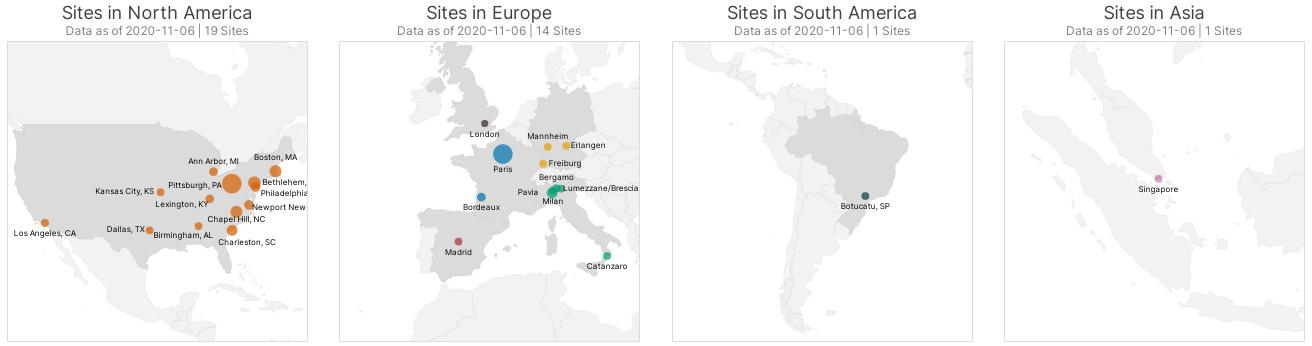 Sites in North America
Data as of 2020-11-06 | 19 Sites
Boston, MA
Ann Arbor, MI
Pittsburgh, PA
Bethlehem,
Kansas City, KS
Philadelphia
Lexington, KY
Newport New
Chapel Hill, NC
Los Angeles, CA
Dallas, TX
Birmingham, AL
Charleston, SC
Sites in Europe
Data as of 2020-11-06 | 14 Sites
London
Mannheim
Erlangen
Paris
Freiburg
Bergamo
Pavia
Lumezzane/Brescia
Milan
Bordeaux
Madrid
Catanzaro
Sites in South America
Data as of 2020-11-06 | 1 Sites
Botucatu, SP
Sites in Asia
Data as of 2020-11-06 | 1 Sites
Singapore